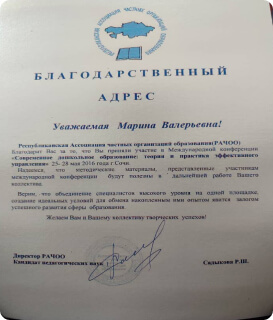 БЛАГОДАРСТВЕННЫЙ
АДРЕС
Уважаемая Марина Валерьевна!
Республиканская Ассоциация частных организаций образования(РАЧОО)
благодарит Вас за то, что Вы приняли участие в Международной конференции
«Современное дошкольное образование: теория и практика эффективного
управления» 25- 28 мая 2016 года г.Сочи.
Надеемся, что методические материалы, представленных участникам
международной конференции будут полезны в дальнейшей работе Вашего
коллектива.
Верим, что объединение специалистов высокого уровня на одной площадке,
создание идеальных условий для обмена накопленным ими опытом явится залогом
успешного развития сферы образования.
Желаем Вам и Вашему коллективу творческих успехов!
Директор РАЧОО
Кандидат педагогических наук
Садыкова Р.Ш.